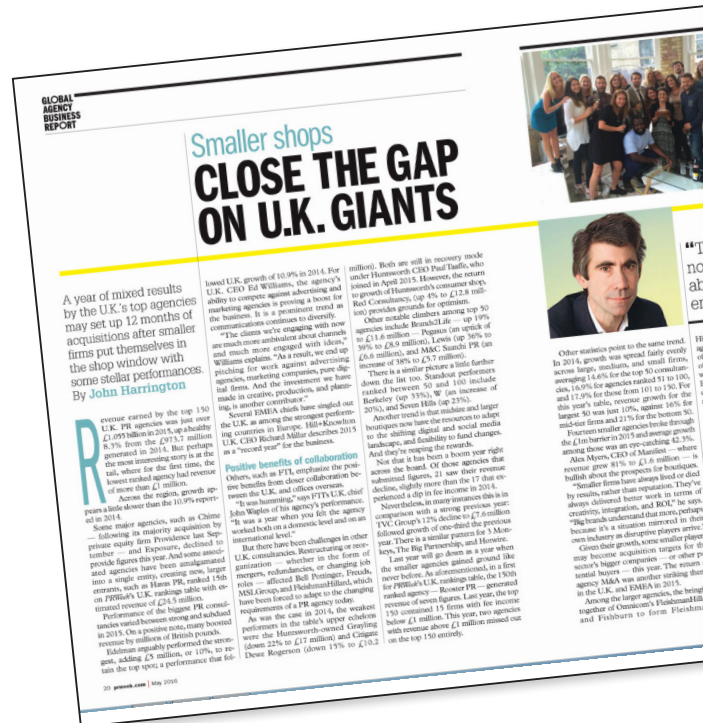 GLOBAL
AGENCY
BUSINESS
REPORT
Smaller shops
CLOSE THE GAP
ON U.K. GIANTS
A year of mixed results
by the U.K.'s top agencies
may set up 12 months of
acquisitions after smaller
firms put themselves in
the shop window with
some stellar performances.
By John Harrington
Revenue earned by the top 150
U.K. PR agencies was just over
£1.055 billion in 2015, up a healthy
8.3% from the £973.7 million
generated in 2014. But perhaps
the most interesting story is at the
tail, where for the first time, the
lowest ranked agency had revenue
of more than £1 million.
Across the region, growth ap-
pears a little slower than the 10.9% report-
ed in 2014.
Some major agencies, such as Chime
— following its majority acquisition by
private equity firm Providence last Sep-
tember — and Exposure, declined to
provide figures this year. And some associ-
ated agencies have been amalgamated
into a single entity, creating new, larger
entrants, such as Havas PR, ranked 15th
on PRWeek's U.K. rankings table with es-
timated revenue of £24.5 million.
Performance of the biggest PR consul-
tancies varied between strong and subdued
in 2015. On a positive note, many boosted
revenue by millions of British pounds.
Edelman arguably performed the stron-
gest, adding £5 million, or 10%, to re-
tain the top spot; a performance that fol-
lowed U.K. growth of 10.9% in 2014. For
U.K. CEO Ed Williams, the agency's
ability to compete against advertising and
marketing agencies is proving a boost for
the business. It is a prominent trend as
communications continues to diversify.
"The clients we're engaging with now
are much more ambivalent about channels
and much more engaged with ideas,"
Williams explains. "As a result, we end up
pitching for work against advertising
agencies, marketing companies, pure dig-
ital firms. And the investment we have
made in creative, production, and plann-
ing, is another contributor."
Several EMEA chiefs have singled out
the U.K. as among the strongest perform-
ing countries in Europe. Hill+Knowlton
U.K. CEO Richard Millar describes 2015
as a "record year" for the business.
Positive benefits of collaboration
Others, such as FTI, emphasize the posi-
tive benefits from closer collaboration be-
tween the U.K. and offices overseas.
"It was humming," says FTI's U.K. chief
John Waples of his agency's performance.
"It was a year when you felt the agency
worked both on a domestic level and on an
international level."
But there have been challenges in other
U.K. consultancies. Restructuring or reor-
ganization — whether in the form of
mergers, redundancies, or changing job
roles — affected Bell Pottinger, Freuds,
MSLGroup, and FleishmanHillard, which
have been forced to adapt to the changing
requirements of a PR agency today.
As was the case in 2014, the weakest
performers in the table's upper echelons
were the Huntsworth-owned Grayling
(down 22% to £17 million) and Citigate
Dewe Rogerson (down 15% to £10.2
million). Both are still in recovery mode
under Huntsworth CEO Paul Taaffe, who
joined in April 2015. However, the return
to growth of Huntsworth's consumer shop,
Red Consultancy, (up 4% to £12.8 mill-
ion) provides grounds for optimism.
Other notable climbers among top 50
agencies include Brands2Life — up 19%
to £11.6 million — Pegasus (an uptick of
39% to £8.9 million), Lewis (up 36% to
£6.6 million), and M&C Saatchi PR (an
increase of 38% to £5.7 million).
There is a similar picture a little further
down the list too. Standout performers
ranked between 50 and 100 include
Berkeley (up 33%), W (an increase of
20%), and Seven Hills (up 23%).
Another trend is that midsize and larger
boutiques now have the resources to adapt
to the shifting digital and social media
landscape, and flexibility to fund changes.
And they're reaping the rewards.
Not that it has been a boom year right
across the board. Of those agencies that
submitted figures, 21 saw their revenue
decline, slightly more than the 17 that ex-
perienced a dip in fee income in 2014.
Nevertheless, in many instances this is in
comparison with a strong previous year:
TVC Group's 12% decline to £7.6 million
followed growth of one-third the previous
year. There is a similar pattern for 3 Mon-
keys, The Big Partnership, and Hotwire.
Last year will go down as a year when
the smaller agencies gained ground like
never before. As aforementioned, in a first
for PRWeek's U.K. rankings, the 150th
ranked agency — Rooster PR — generated
revenue of seven figures. Last year, the top
150 contained 15 firms with fee income
below £1 million. This year, two agencies
with revenue above £1 million missed out
on the top 150 entirely.
Other statistics point to the same trend.
In 2014, growth was spread fairly evenly
across large, medium, and small firms,
averaging 14.6% for the top 50 consultan-
cies, 16.9% for agencies ranked 51 to 100,
and 17.9% for those from 101 to 150. For
this year's table, revenue growth for the
largest 50 was just 10%, against 16% for
mid-tier firms and 21% for the bottom 50.
Fourteen smaller agencies broke through
the £1m barrier in 2015 and average growth
among those was an eye-catching 42.3%.
Alex Myers, CEO of Manifest — where
revenue grew 81% to £1.6 million — is
bullish about the prospects for boutiques.
"Smaller firms have always lived or died
by results, rather than reputation. They've
always delivered better work in terms of
creativity, integration, and ROI," he says.
"Big brands understand that more, perhaps
because it's a situation mirrored in their
own industry as disruptive players arrive."
Given their growth, some smaller players
may become acquisition targets for the
sector's bigger companies — or other po-
tential buyers — this year. The return of
agency M&A was another striking theme
in the U.K. and EMEA in 2015.
Among the larger agencies, the bringing
together of Omnicom's FleishmanHillard
and Fishburn to form Fleishman
20 prweek.com | May 2016